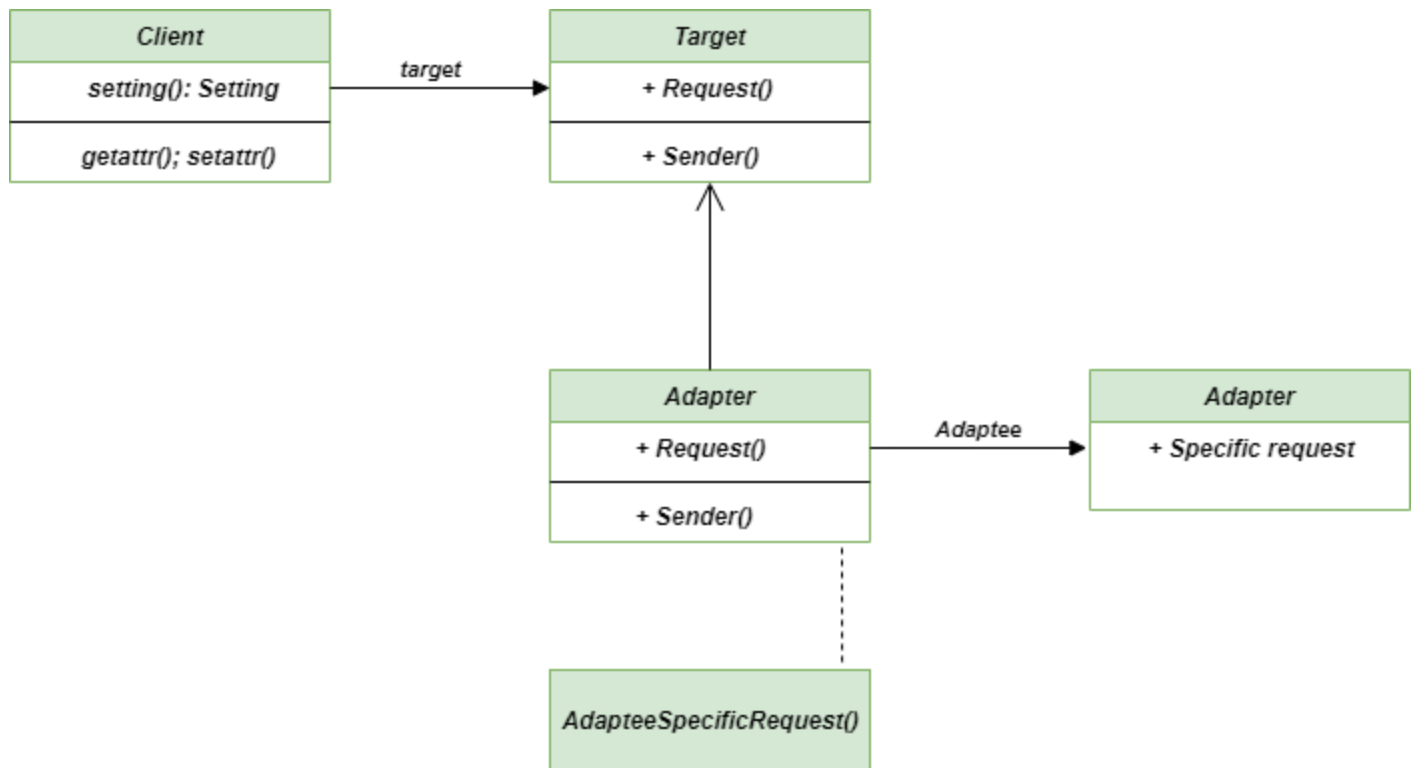 Client
setting(): Setting
getattr(); setattr()
target
Target
+ Request()
+ Sender()
Adapter
+ Request()
+ Sender()
Adaptee
Adapter
+ Specific request
AdapteeSpecificRequest()